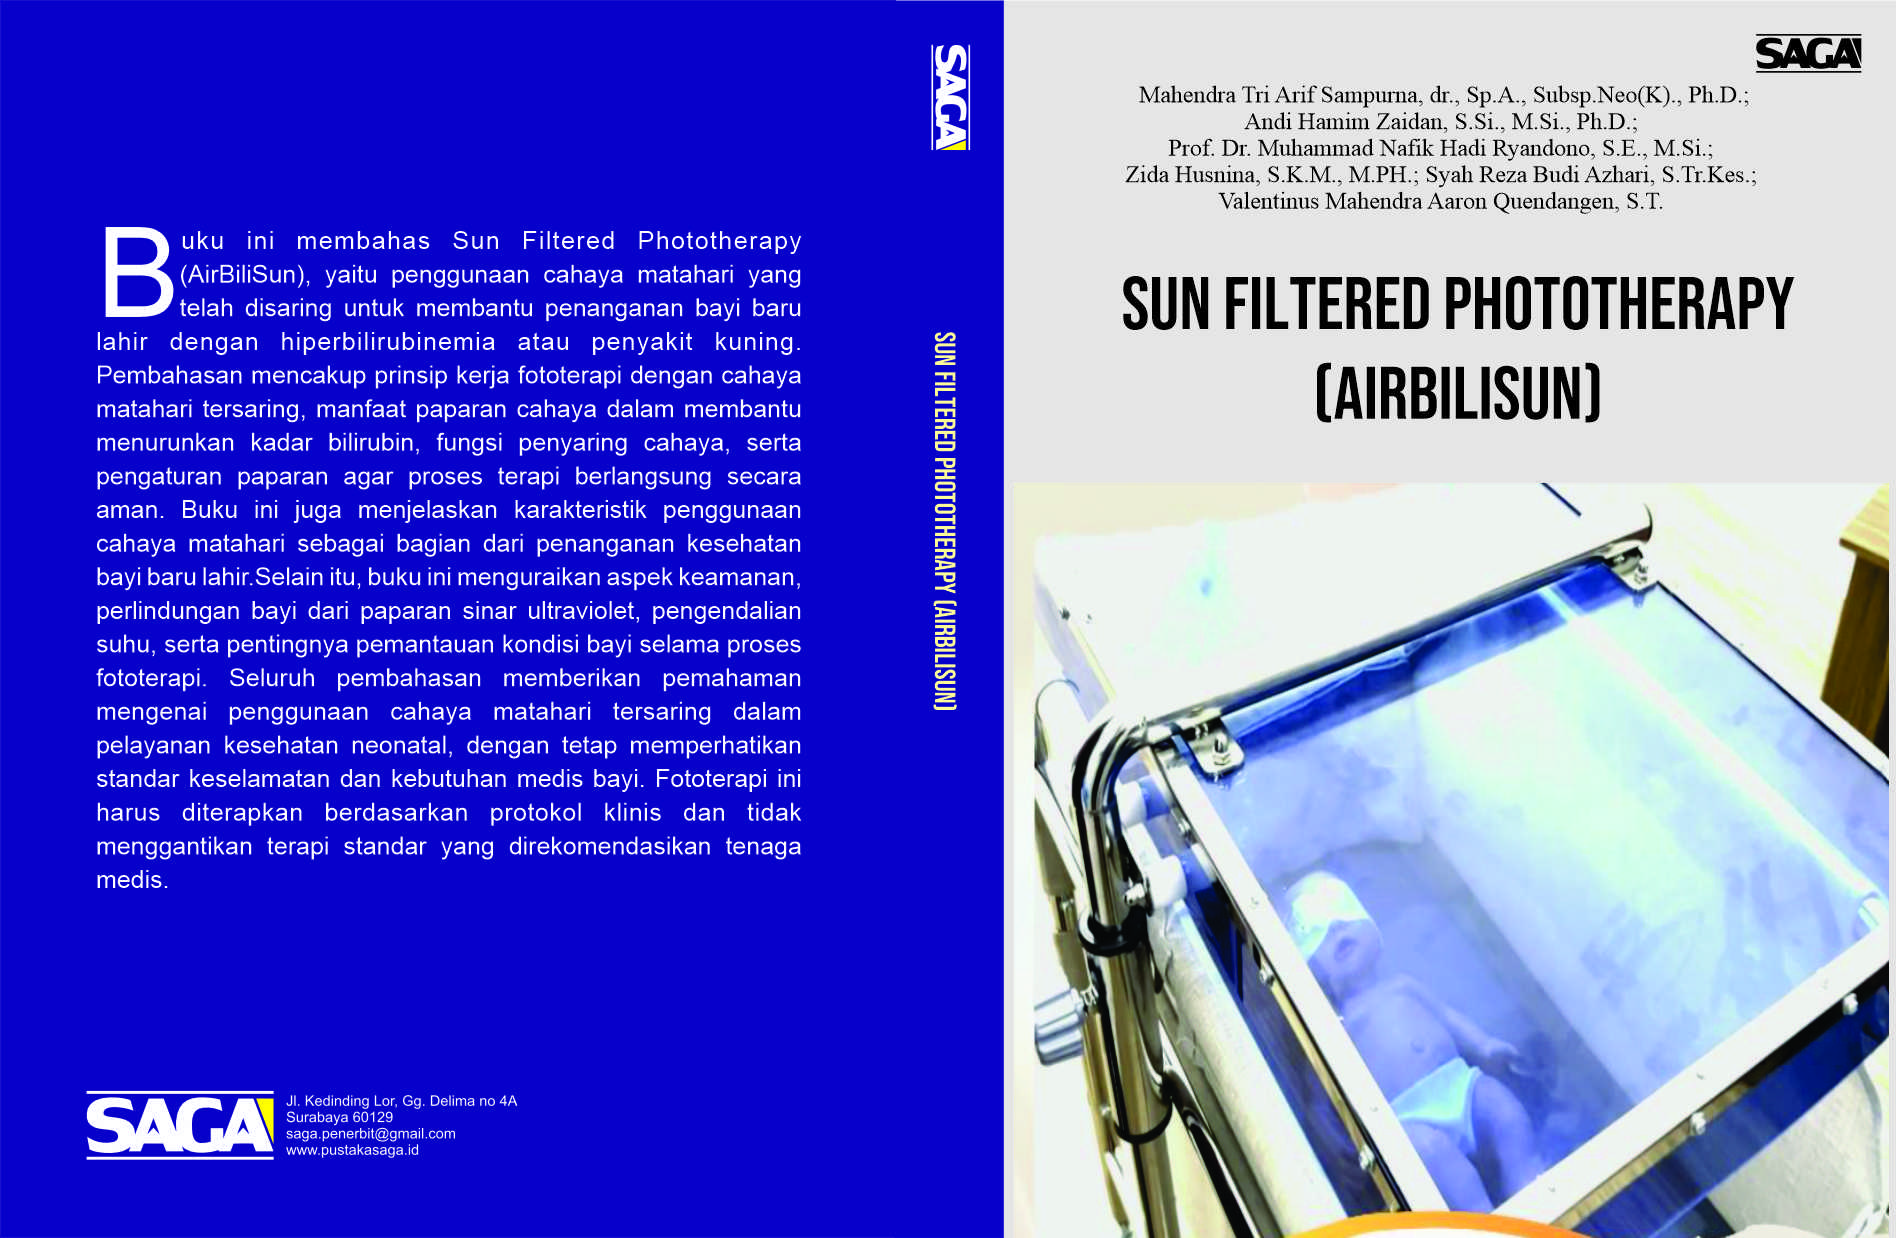 Buku ini membahas Sun Filtered Phototherapy
(AirBiliSun), yaitu penggunaan cahaya matahari yang
telah disaring untuk membantu penanganan bayi baru
lahir dengan hiperbilirubinemia atau penyakit kuning.
Pembahasan mencakup prinsip kerja fototerapi dengan cahaya
matahari tersaring, manfaat paparan cahaya dalam membantu
menurunkan kadar bilirubin, fungsi penyaring cahaya, serta
pengaturan paparan agar proses terapi berlangsung secara
aman. Buku ini juga menjelaskan karakteristik penggunaan
cahaya matahari sebagai bagian dari penanganan kesehatan
bayi baru lahir.Selain itu, buku ini menguraikan aspek keamanan,
perlindungan bayi dari paparan sinar ultraviolet, pengendalian
suhu, serta pentingnya pemantauan kondisi bayi selama proses
fototerapi. Seluruh pembahasan memberikan pemahaman
mengenai penggunaan cahaya matahari tersaring dalam
pelayanan kesehatan neonatal, dengan tetap memperhatikan
standar keselamatan dan kebutuhan medis bayi. Fototerapi ini
harus diterapkan berdasarkan protokol klinis dan tidak
menggantikan terapi standar yang direkomendasikan tenaga
medis.
SAGA
Jl. Kedinding Lor, Gg. Delima no 4A
Surabaya 60129
saga.penerbit@gmail.com
www.pustakasaga.id
SAGA
SUN FILTERED PHOTOTHERAPY (AIRBILISUN)
SAGA
Mahendra Tri Arif Sampurna, dr., Sp.A., Subsp.Neo(K)., Ph.D.;
Andi Hamim Zaidan, S.Si., M.Si., Ph.D.;
Prof. Dr. Muhammad Nafik Hadi Ryandono, S.E., M.Si.;
Zida Husnina, S.K.M., M.PH.; Syah Reza Budi Azhari, S.Tr.Kes.;
Valentinus Mahendra Aaron Quendangen, S.T.
SUN FILTERED PHOTOTHERAPY
(AIRBILISUN)